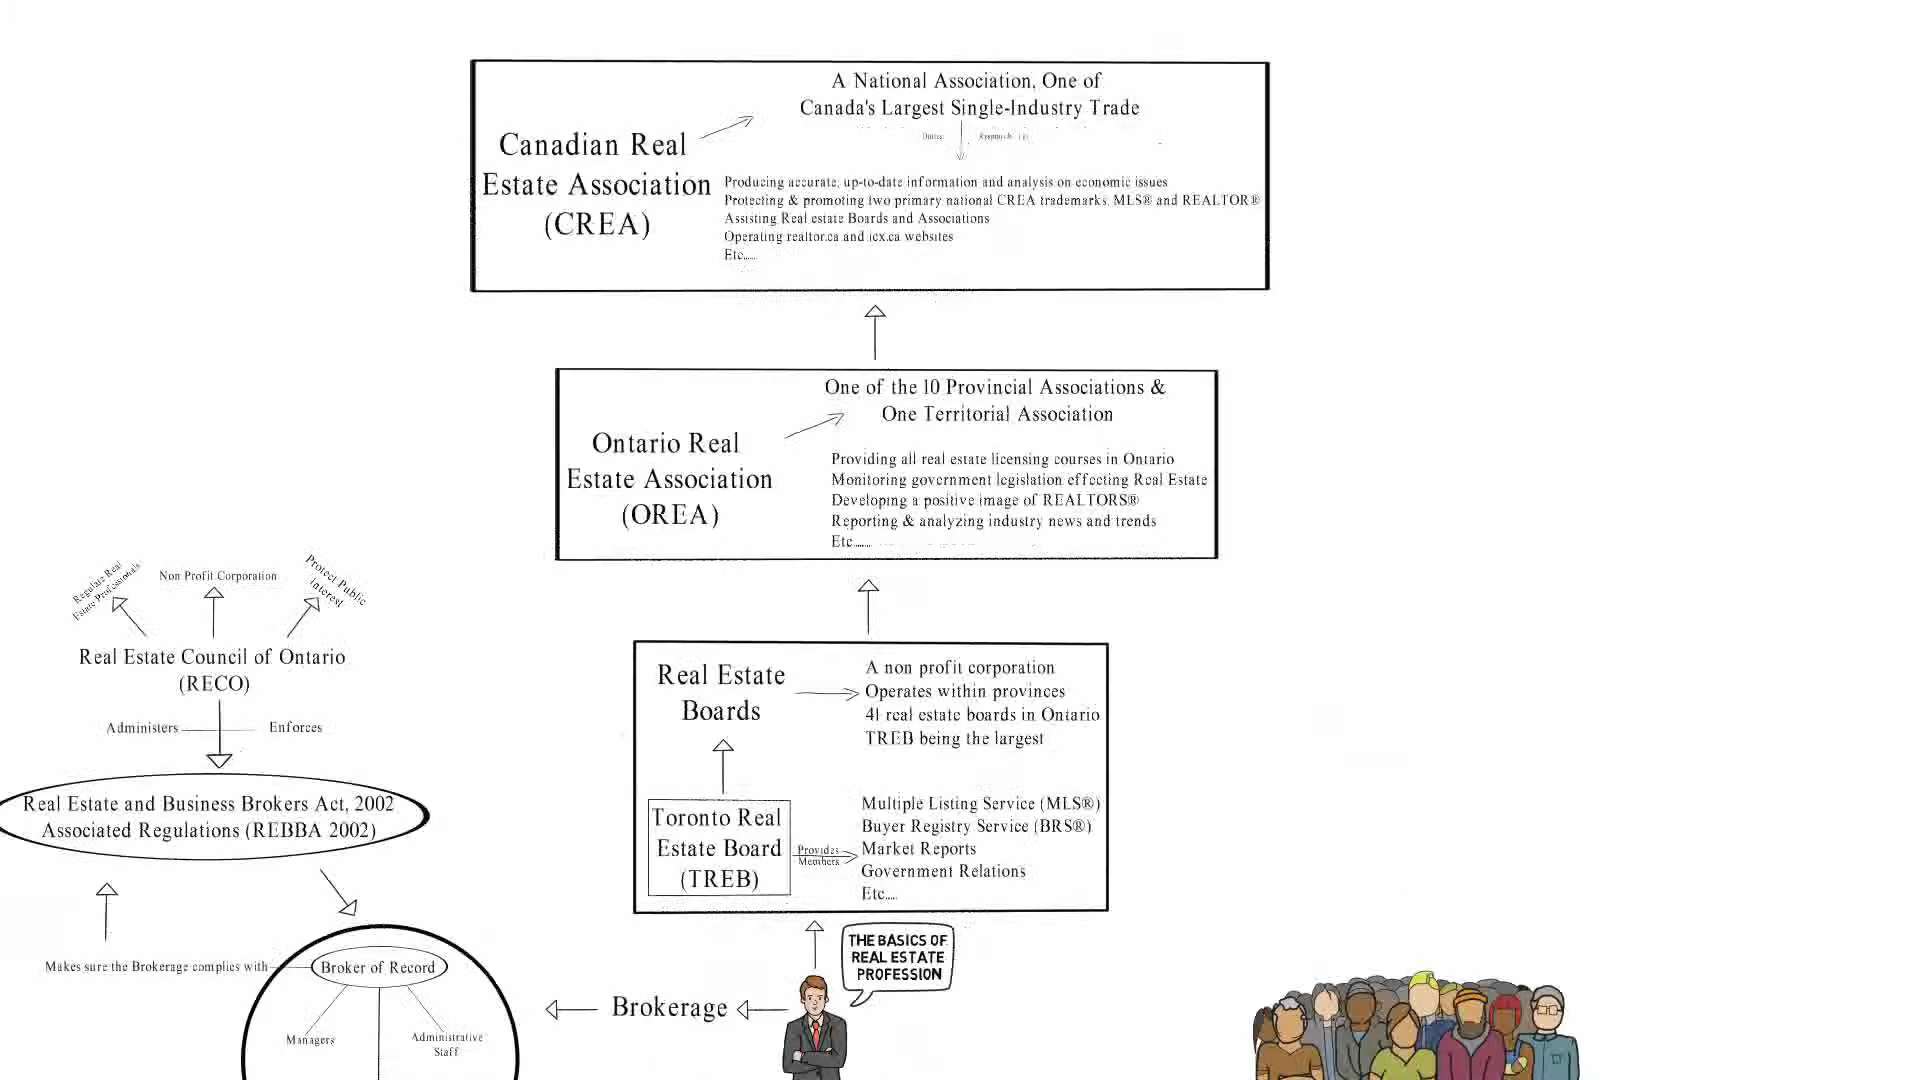 A National Association, One of
Canada's Largest Single-Industry Trade
Canadian Real
Estate Association
(CREA)
Producing accurate, up-to-date information and analysis on economic issues
Protecting & promoting two primary national CREA trademarks, MLS® and REALTOR®
Assisting Real estate Boards and Associations
Operating realtor.ca and icx.ca websites
Etc.....
One of the 10 Provincial Associations &
One Territorial Association
Ontario Real
Estate Association
(OREA)
Providing all real estate licensing courses in Ontario
Monitoring government legislation effecting Real Estate
Developing a positive image of REALTORS®
Reporting & analyzing industry news and trends
Etc......
Regulate Real
Estate Professionals
Non Profit Corporation
Protect Public
interest
Real Estate Council of Ontario
(RECO)
Administers
Enforces
Real Estate and Business Brokers Act, 2002
Associated Regulations (REBBA 2002)
Real Estate
Boards
A non profit corporation
Operates within provinces
41 real estate boards in Ontario
TREB being the largest
Toronto Real
Estate Board
(TREB)
Provides
Members
Multiple Listing Service (MLS®)
Buyer Registry Service (BRS®)
Market Reports
Government Relations
Etc.....
THE BASICS OF
REAL ESTATE
PROFESSION
Makes sure the Brokerage complies with
Broker of Record
Managers
Administrative
Staff
Brokerage